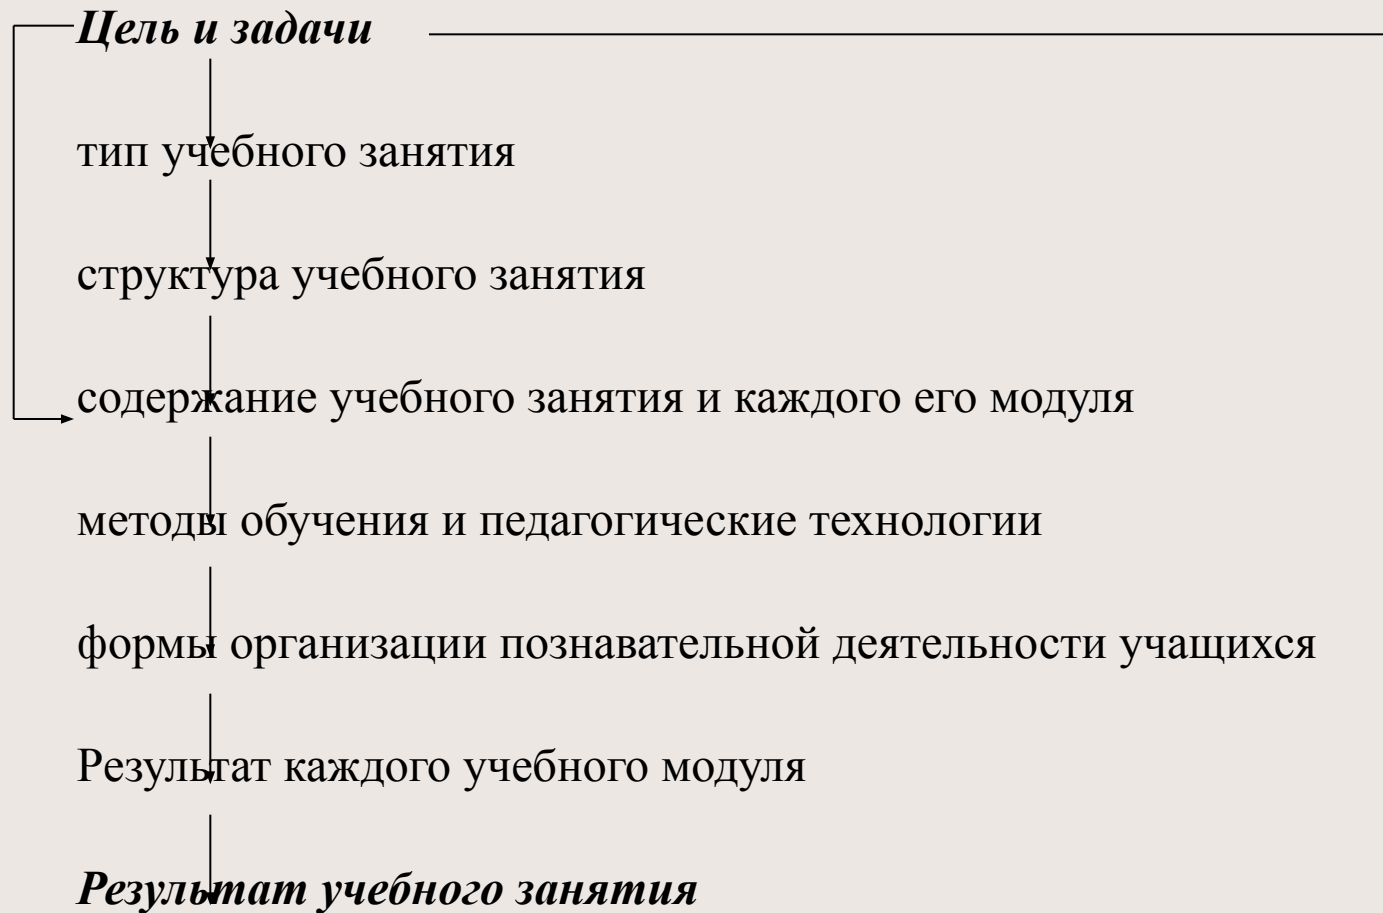 Цель и задачи
тип учебного занятия
структура учебного занятия
содержание учебного занятия и каждого его модуля
методы обучения и педагогические технологии
формы организации познавательной деятельности учащихся
Результат каждого учебного модуля
Результат учебного занятия